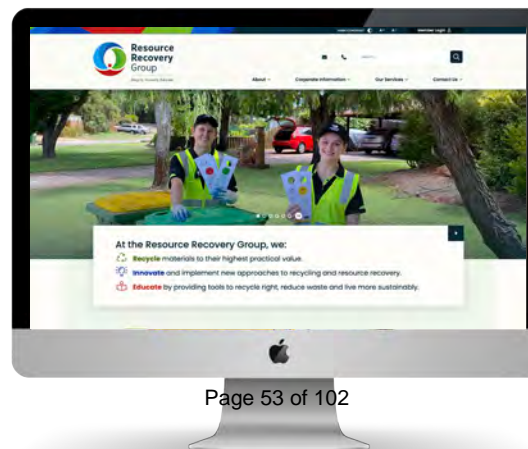 Member Login
Resource
Recovery
Group
About
Corporate Information
Our Services
Contact Us
At the Resource Recovery Group, we:
Recycle materials to their highest practical value.
Innovate and implement new approaches to recycling and resource recovery.
Educate by providing tools to recycle right, reduce waste and live more sustainably.
Page 53 of 102